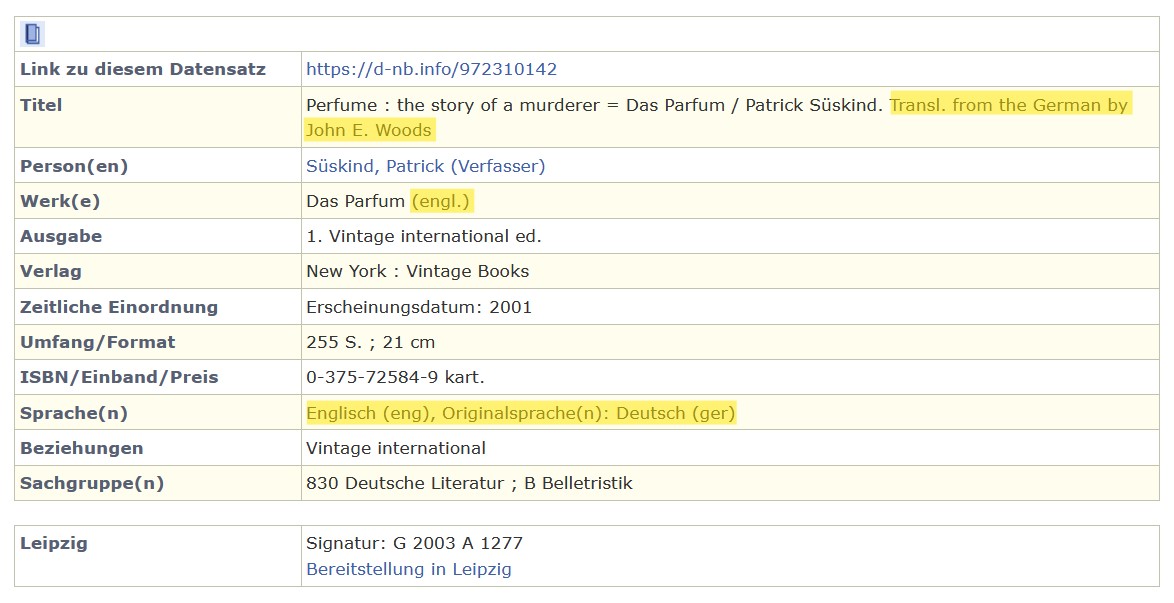 Link zu diesem Datensatz https://d-nb.info/972310142
Titel Perfume : the story of a murderer = Das Parfum / Patrick Süskind. Transl. from the German by
John E. Woods
Person(en) Süskind, Patrick (Verfasser)
Werk(e) Das Parfum (engl.)
Ausgabe 1. Vintage international ed.
Verlag New York : Vintage Books
Zeitliche Einordnung Erscheinungsdatum: 2001
Umfang/Format 255 S. ; 21 cm
ISBN/Einband/Preis 0-375-72584-9 kart.
Sprache(n) Englisch (eng), Originalsprache(n): Deutsch (ger)
Beziehungen Vintage international
Sachgruppe(n) 830 Deutsche Literatur ; B Belletristik
Leipzig Signatur: G 2003 A 1277
Bereitstellung in Leipzig